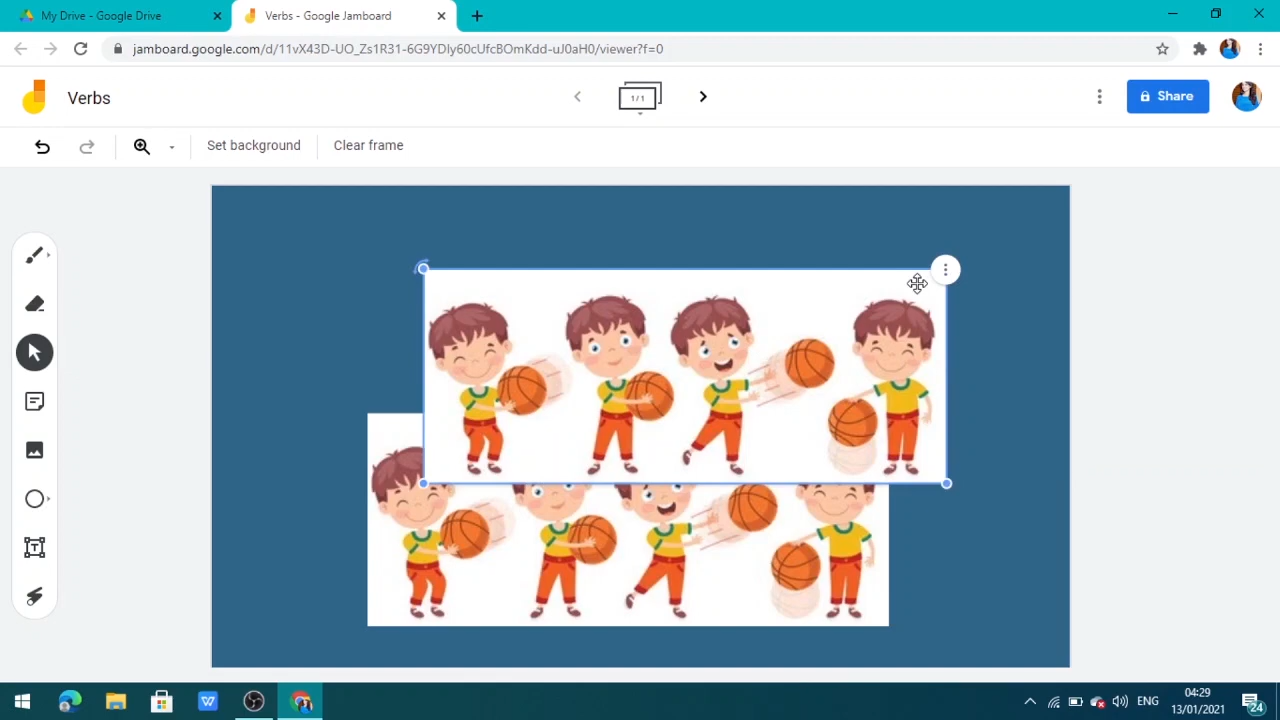 My Drive - Google Drive
Verbs - Google Jamboard
jamboard.google.com/d/11vX43D-UO_Zs1R31-6G9YDIy60cUfcBOmKdd-uJ0aH0/viewer?f=0
Verbs
1/1
Share
Set background
Clear frame
T
W
ENG
04:29
13/01/2021
24